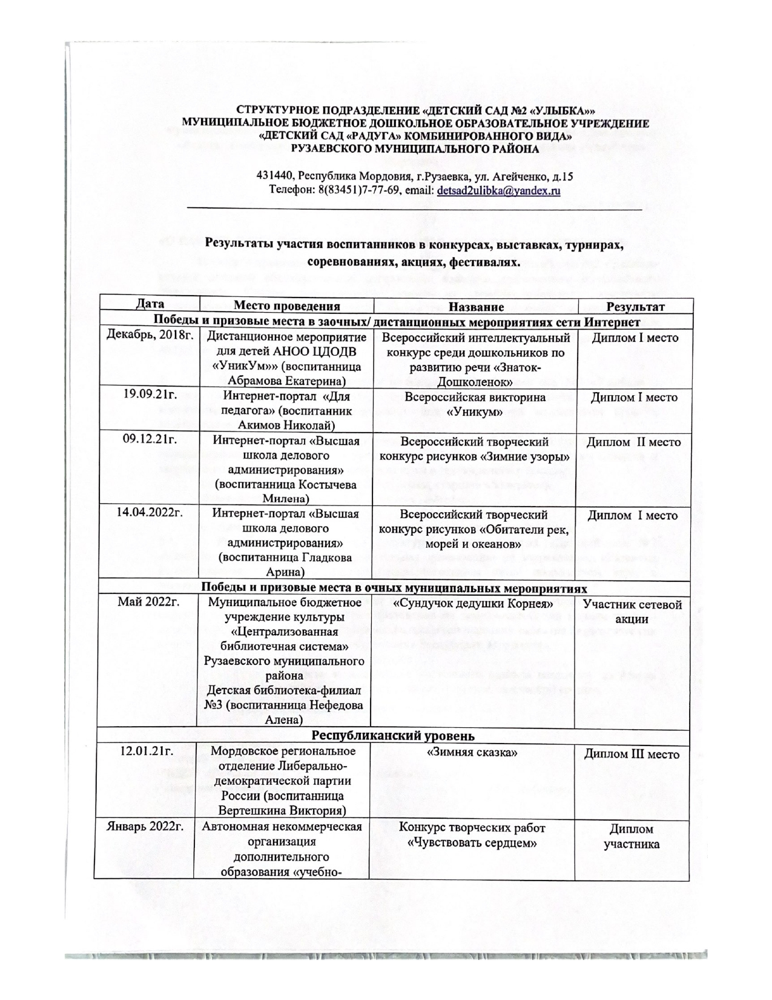 СТРУКТУРНОЕ ПОДРАЗДЕЛЕНИЕ «ДЕТСКИЙ САД №2 «УЛЫБКА»»
МУНИЦИПАЛЬНОЕ БЮДЖЕТНОЕ ДОШКОЛЬНОЕ ОБРАЗОВАТЕЛЬНОЕ УЧРЕЖДЕНИЕ
«ДЕТСКИЙ САД «РАДУГА» КОМБИНИРОВАННОГО ВИДА»
РУЗАЕВСКОГО МУНИЦИПАЛЬНОГО РАЙОНА
431440, Республика Мордовия, г.Рузаевка, ул. Агейченко, д.15
Телефон: 8(83451)7-77-69, email: detsad2ulibka@yandex.ru
Результаты участия воспитанников в конкурсах, выставках, турнирах,
соревнованиях, акциях, фестивалях.
Дата Место проведения Название Результат
Победы и призовые места в заочных/ дистанционных мероприятиях сети Интернет
Декабрь, 2018г. Дистанционное мероприятие Всероссийский интеллектуальный Диплом I место
для детей АНОО ЦДОДВ конкурс среди дошкольников по
«УникУм»» (воспитанница развитию речи «Знаток-
Абрамова Екатерина) Дошколенок»
19.09.21г. Интернет-портал «Для Всероссийская викторина Диплом I место
педагога» (воспитанник «Уникум»
Акимов Николай)
09.12.21г. Интернет-портал «Высшая Всероссийский творческий Диплом II место
школа делового конкурс рисунков «Зимние узоры»
администрирования»
(воспитанница Костычева
Милена)
14.04.2022г. Интернет-портал «Высшая Всероссийский творческий Диплом I место
школа делового конкурс рисунков «Обитатели рек,
администрирования» морей и океанов»
(воспитанница Гладкова
Арина)
Победы и призовые места в очных муниципальных мероприятиях
Май 2022г. Муниципальное бюджетное «Сундучок дедушки Корнея» Участник сетевой
учреждение культуры акции
«Централизованная
библиотечная система»
Рузаевского муниципального
района
Детская библиотека-филиал
№3 (воспитанница Нефедова
Алена)
Республиканский уровень
12.01.21г. Мордовское региональное «Зимняя сказка» Диплом III место
отделение Либерально-
демократической партии
России (воспитанница
Вертешкина Виктория)
Январь 2022г. Автономная некоммерческая Конкурс творческих работ Диплом
организация «Чувствовать сердцем» участника
дополнительного
образования «учебно-